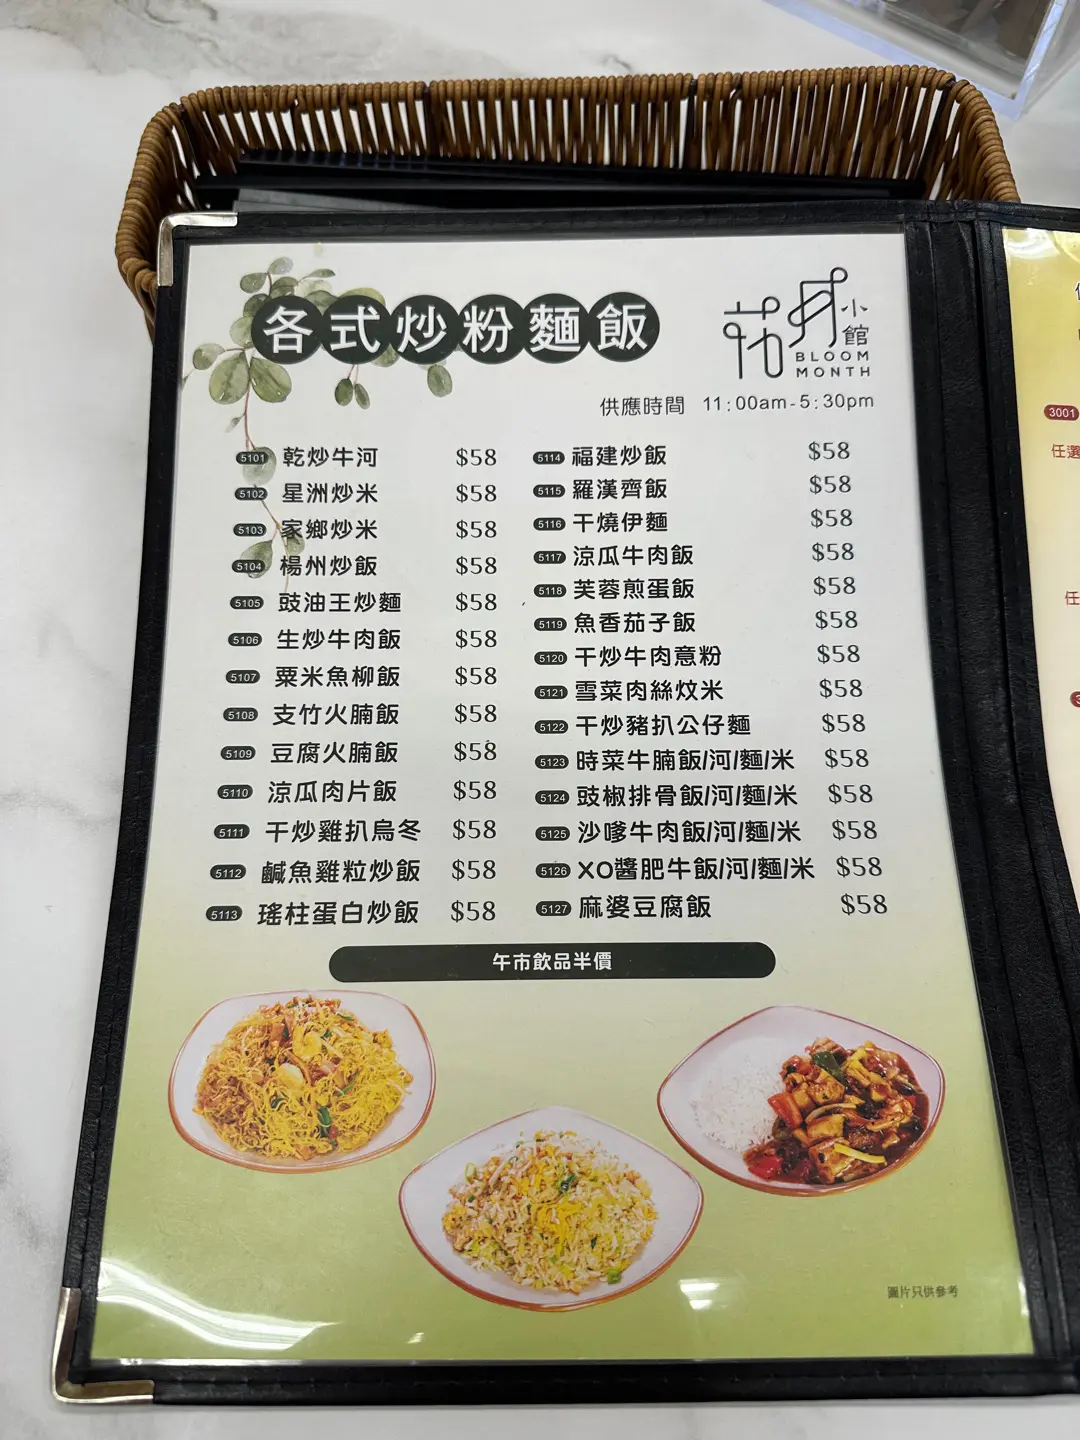 各式炒粉麵飯
花月小館
BLOOM
MONTH
供應時間 11:00am-5:30pm
5101 乾炒牛河 $58
5102 星洲炒米 $58
5103 家鄉炒米 $58
5104 楊州炒飯 $58
5105 豉油王炒麵 $58
5106 生炒牛肉飯 $58
5107 粟米魚柳飯 $58
5108 支竹火腩飯 $58
5109 豆腐火腩飯 $58
5110 涼瓜肉片飯 $58
5111 干炒雞扒烏冬 $58
5112 鹹魚雞粒炒飯 $58
5113 瑤柱蛋白炒飯 $58
5114 福建炒飯 $58
5115 羅漢齊飯 $58
5116 干燒伊麵 $58
5117 涼瓜牛肉飯 $58
5118 芙蓉煎蛋飯 $58
5119 魚香茄子飯 $58
5120 干炒牛肉意粉 $58
5121 雪菜肉絲炆米 $58
5122 干炒豬扒公仔麵 $58
5123 時菜牛腩飯/河/麵/米 $58
5124 豉椒排骨飯/河/麵/米 $58
5125 沙嗲牛肉飯/河/麵/米 $58
5126 XO醬肥牛飯/河/麵/米 $58
5127 麻婆豆腐飯 $58
午市飲品半價
圖片只供參考
3001
任選
任